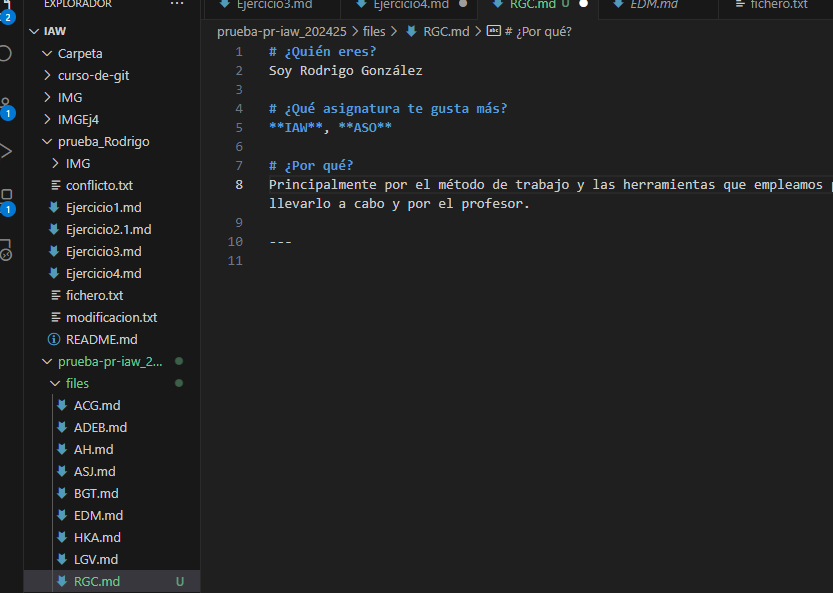 EXPLORADOR
IAW
Carpeta
curso-de-git
IMG
IMGEj4
prueba_Rodrigo
IMG
conflicto.txt
Ejercicio1.md
Ejercicio2.1.md
Ejercicio3.md
Ejercicio4.md
fichero.txt
modificacion.txt
README.md
prueba-pr-iaw_2...
files
ACG.md
ADEB.md
AH.md
ASJ.md
BGT.md
EDM.md
HKA.md
LGV.md
RGC.md U
2
1
1
Ejercicio3.md Ejercicio4.md RGC.md U EDM.md fichero.txt
prueba-pr-iaw_202425 > files > RGC.md > abc # ¿Por qué?
1 # ¿Quién eres?
2 Soy Rodrigo González
3
4 # ¿Qué asignatura te gusta más?
5 **IAW**, **ASO**
6
7 # ¿Por qué?
8 Principalmente por el método de trabajo y las herramientas que empleamos
llevarlo a cabo y por el profesor.
9
10 ---
11